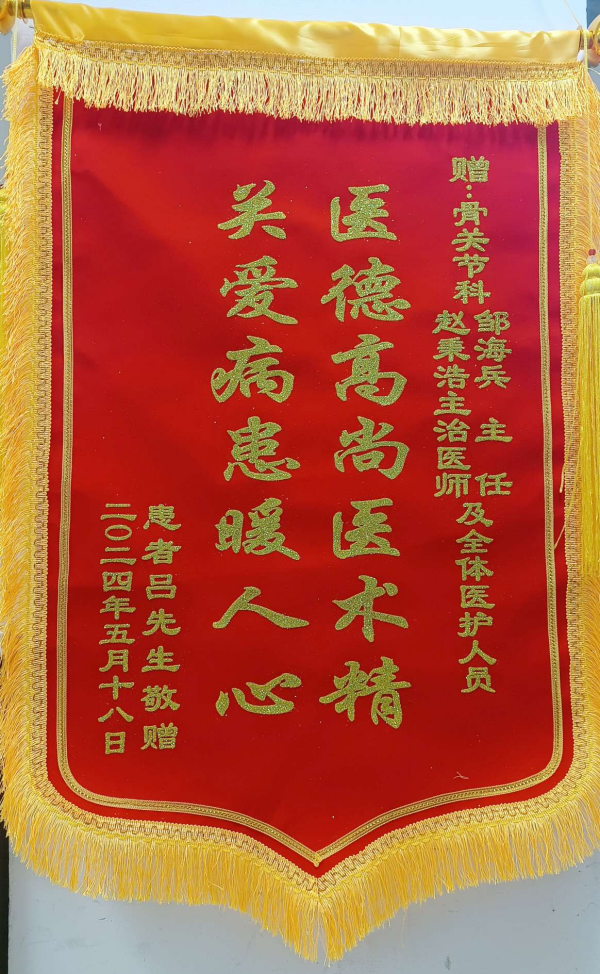 赠：骨关节科 邹海兵 主任
赵秉浩主治医师 及全体医护人员
医德高尚医术精
关爱病患暖人心
患者吕先生敬赠
二〇二四年五月十八日